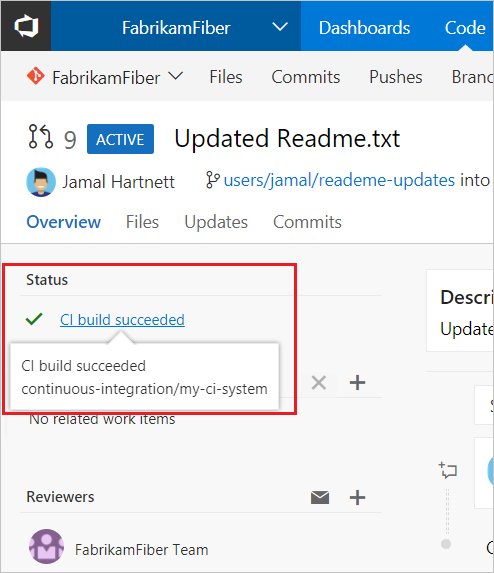 FabrikamFiber Dashboards Code
FabrikamFiber Files Commits Pushes Bran
9 ACTIVE Updated Readme.txt
Jamal Hartnett users/jamal/reademe-updates into
Overview Files Updates Commits
Status
CI build succeeded
CI build succeeded
continuous-integration/my-ci-system
No related work items
Reviewers
FabrikamFiber Team
Descri
Update